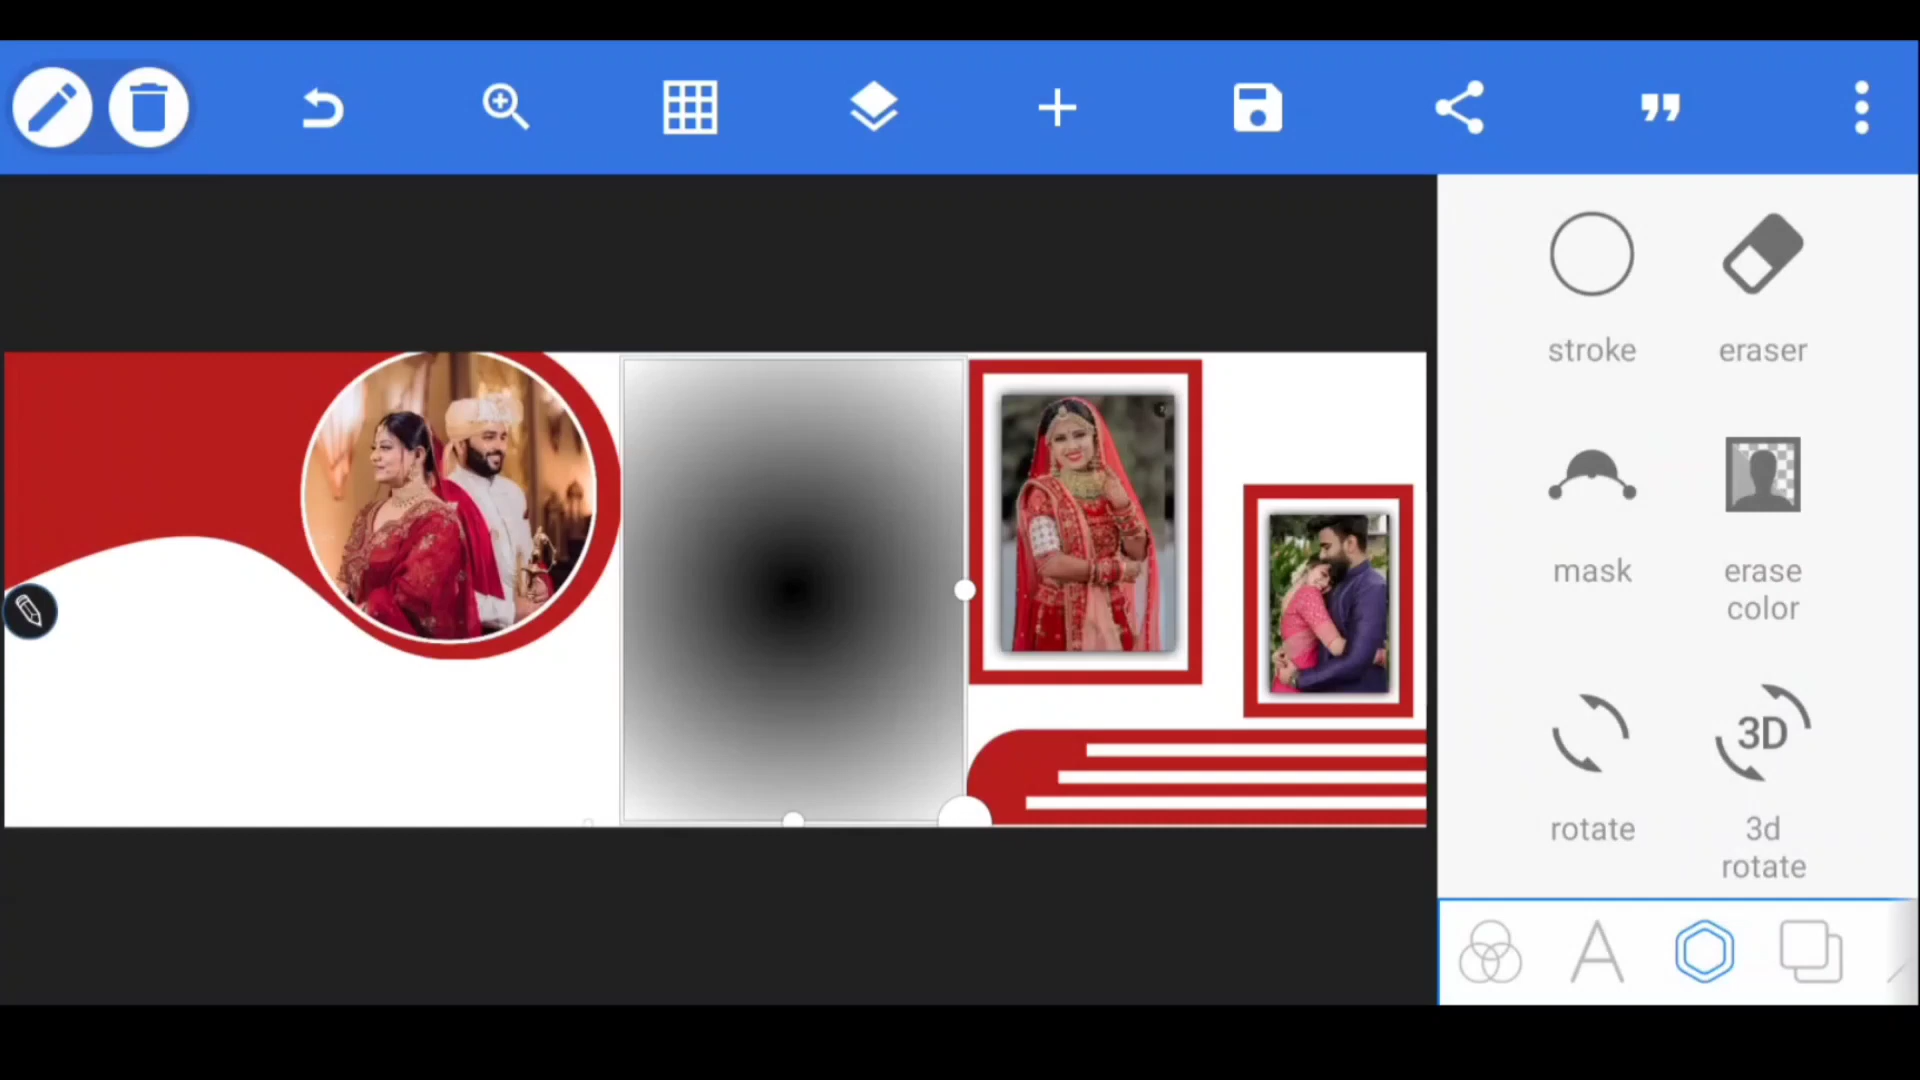 stroke
eraser
mask
erase
color
3D
rotate
3d
rotate
A